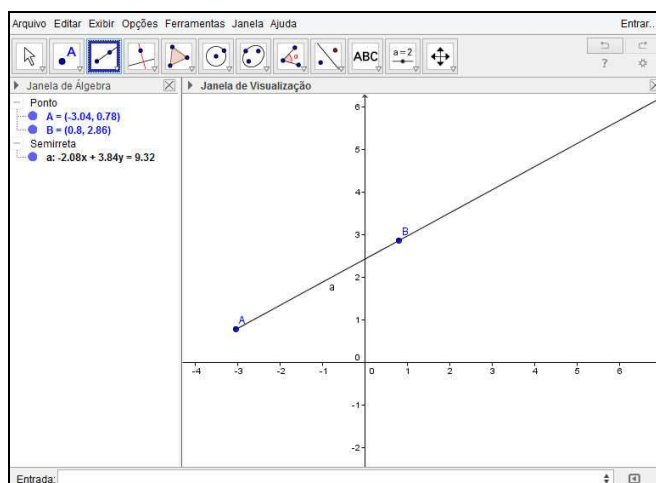 Arquivo Editar Exibir Opções Ferramentas Janela Ajuda Entrar...
A α ABC a=2 ?
Janela de Álgebra
Janela de Visualização
Ponto
A = (-3.04, 0.78)
B = (0.8, 2.86)
Semirreta
a: -2.08x + 3.84y = 9.32
6
5
4
3
B
2
a
1
A
0
-4 -3 -2 -1 0 1 2 3 4 5 6
-1
-2
Entrada: